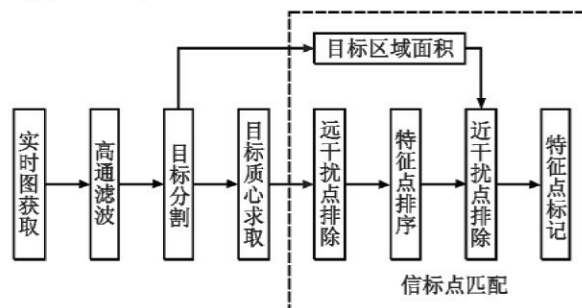 目标区域面积
实时图获取
高通滤波
目标分割
目标质心求取
远干扰点排除
特征点排序
近干扰点排除
特征点标记
信标点匹配